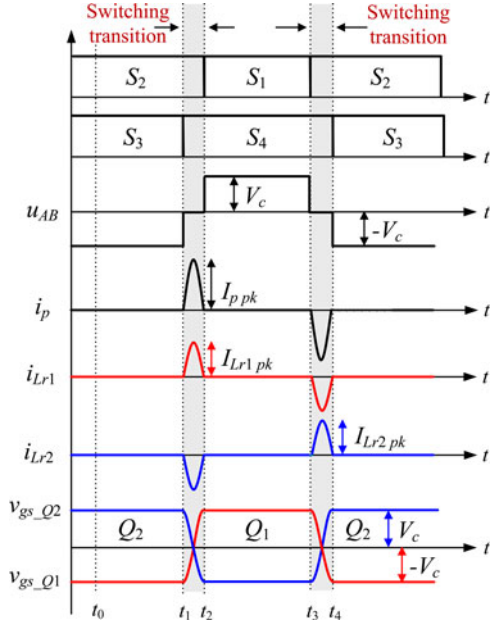 Switching transition
Switching transition
S2 S1 S2 t
S3 S4 S3 t
uAB Vc -Vc
ip Ip pk t
iLr1 ILr1 pk t
iLr2 ILr2 pk t
vgs_Q2 Q2 Q1 Q2 Vc t
vgs_Q1 -Vc
t0 t1 t2 t3 t4